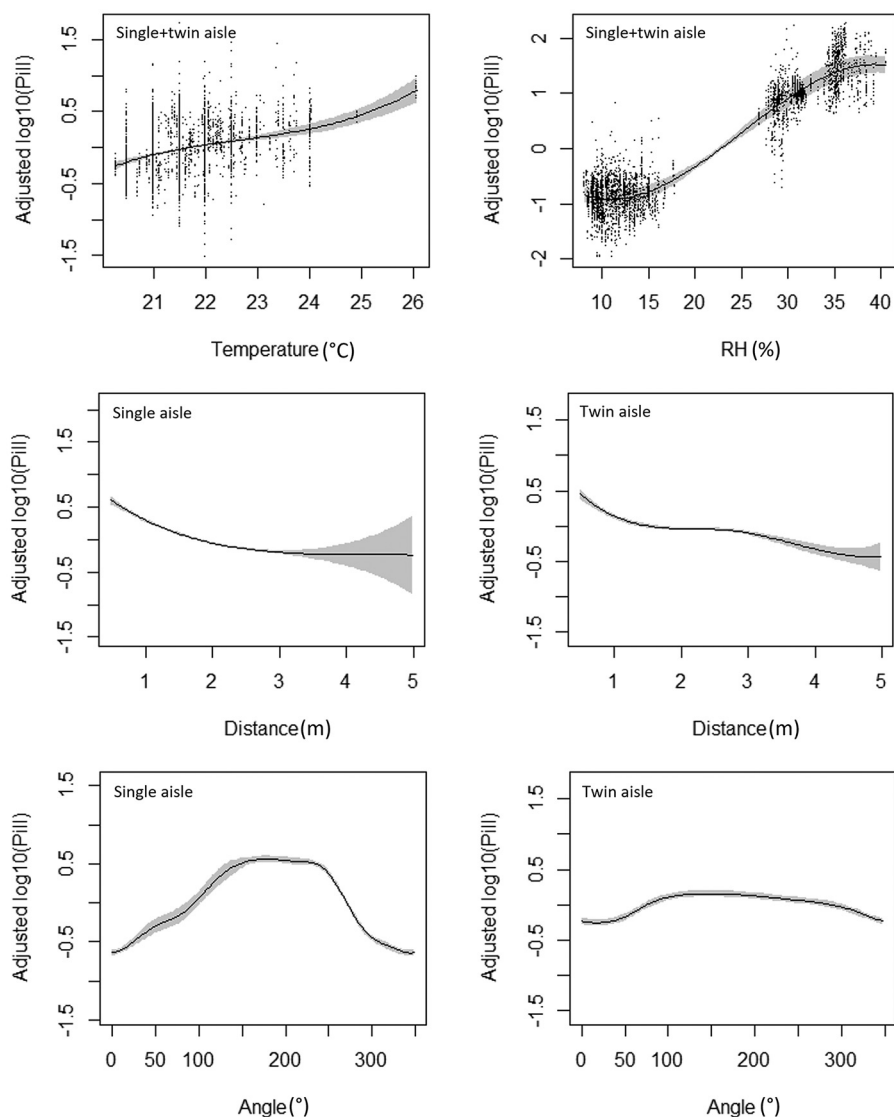 Single+twin aisle
Adjusted log10(Pill)
1.5
0.5
-0.5
-1.5
21 22 23 24 25 26
Temperature (°C)
Single+twin aisle
Adjusted log10(Pill)
2
1
0
-1
-2
10 15 20 25 30 35 40
RH (%)
Single aisle
Adjusted log10(Pill)
1.5
0.5
-0.5
-1.5
1 2 3 4 5
Distance (m)
Twin aisle
Adjusted log10(Pill)
1.5
0.5
-0.5
-1.5
1 2 3 4 5
Distance (m)
Single aisle
Adjusted log10(Pill)
1.5
0.5
-0.5
-1.5
0 50 100 200 300
Angle (°)
Twin aisle
Adjusted log10(Pill)
1.5
0.5
-0.5
-1.5
0 50 100 200 300
Angle (°)